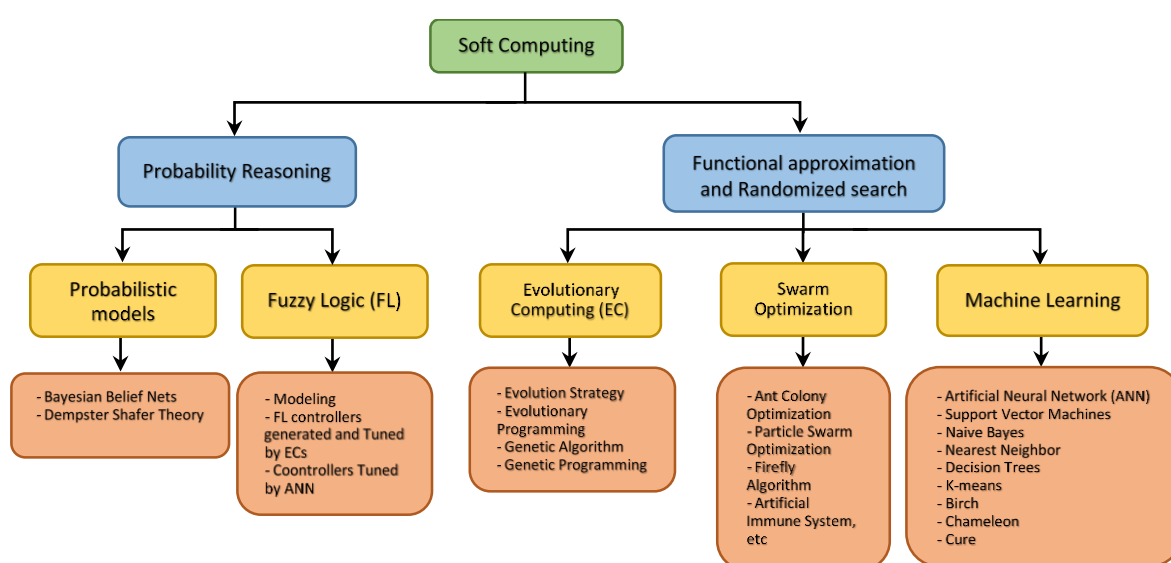 Soft Computing
Probability Reasoning
Functional approximation
and Randomized search
Probabilistic
models
Fuzzy Logic (FL)
Evolutionary
Computing (EC)
Swarm
Optimization
Machine Learning
- Bayesian Belief Nets
- Dempster Shafer Theory
- Modeling
- FL controllers
generated and Tuned
by ECs
- Coontrollers Tuned
by ANN
- Evolution Strategy
- Evolutionary
Programming
- Genetic Algorithm
- Genetic Programming
- Ant Colony
Optimization
- Particle Swarm
Optimization
- Firefly
Algorithm
- Artificial
Immune System,
etc
- Artificial Neural Network (ANN)
- Support Vector Machines
- Naive Bayes
- Nearest Neighbor
- Decision Trees
- K-means
- Birch
- Chameleon
- Cure